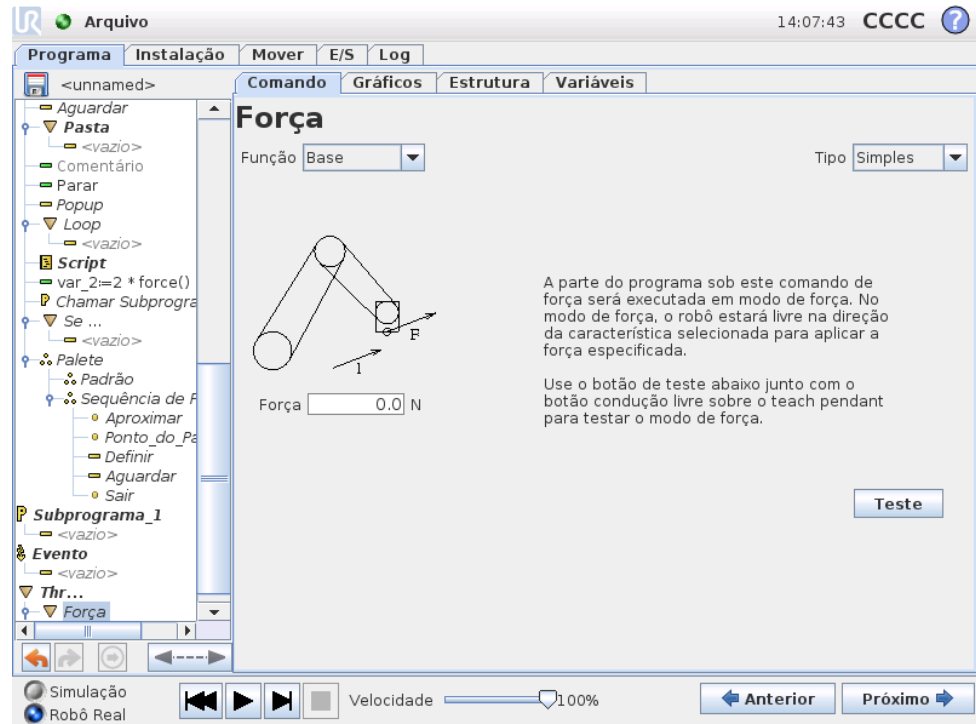 UR Arquivo 14:07:43 CCCC ?
Programa Instalação Mover E/S Log
<unnamed> Comando Gráficos Estrutura Variáveis
Aguardar
Pasta
<vazio>
Comentário
Parar
Popup
Loop
<vazio>
Script
var_2:=2 * force()
Chamar Subprogra
Se ...
<vazio>
Palete
Padrão
Sequência de F
Aproximar
Ponto_do_Pa
Definir
Aguardar
Sair
P Subprograma_1
<vazio>
Evento
<vazio>
Thr...
Força
Força
Função Base Tipo Simples
F
1
Força 0.0 N
A parte do programa sob este comando de
força será executada em modo de força. No
modo de força, o robô estará livre na direção
da característica selecionada para aplicar a
força especificada.
Use o botão de teste abaixo junto com o
botão condução livre sobre o teach pendant
para testar o modo de força.
Teste
Simulação
Robô Real
Velocidade 100%
Anterior Próximo